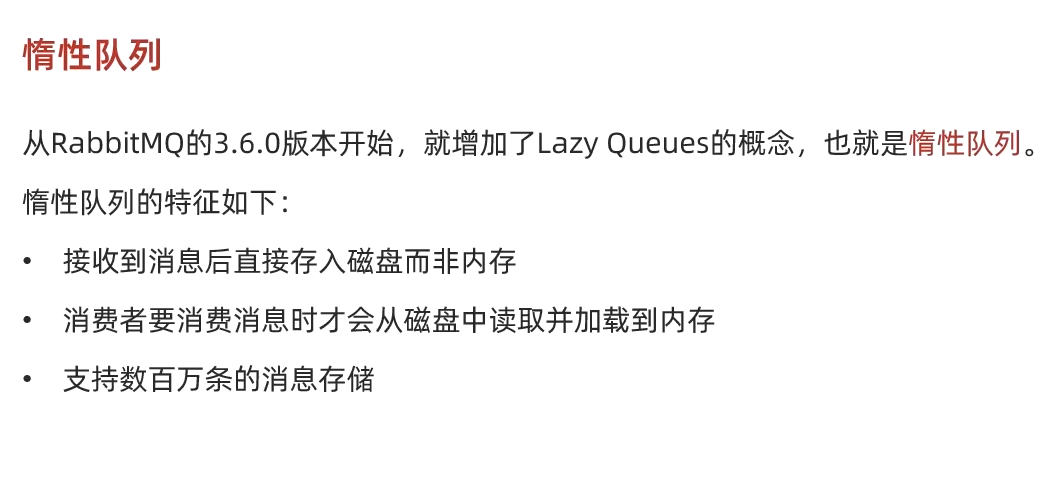 惰性队列
从RabbitMQ的3.6.0版本开始，就增加了Lazy Queues的概念，也就是惰性队列。
惰性队列的特征如下：
• 接收到消息后直接存入磁盘而非内存
• 消费者要消费消息时才会从磁盘中读取并加载到内存
• 支持数百万条的消息存储